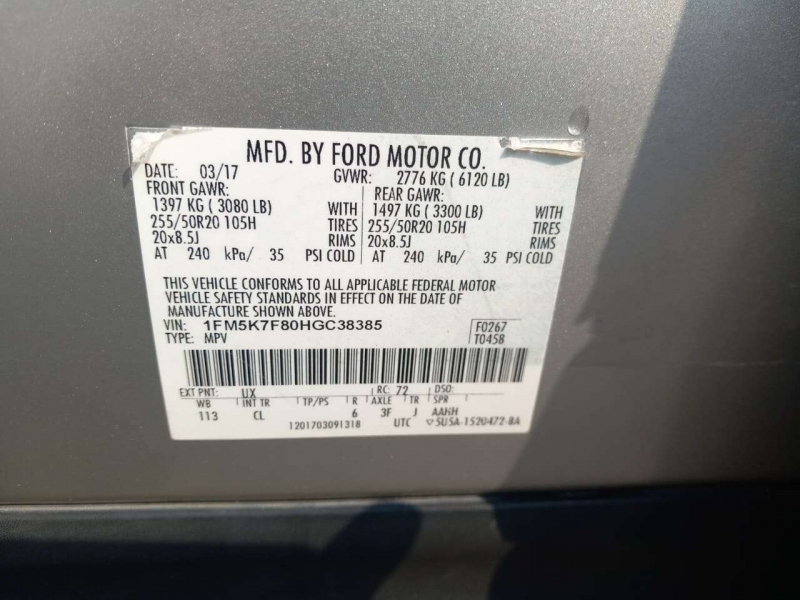 MFD. BY FORD MOTOR CO.
DATE: 03/17 GVWR: 2776 KG ( 6120 LB)
FRONT GAWR: REAR GAWR:
1397 KG ( 3080 LB) WITH 1497 KG ( 3300 LB) WITH
255/50R20 105H TIRES 255/50R20 105H TIRES
20x8.5J RIMS 20x8.5J RIMS
AT 240 kPa/ 35 PSI COLD AT 240 kPa/ 35 PSI COLD
THIS VEHICLE CONFORMS TO ALL APPLICABLE FEDERAL MOTOR
VEHICLE SAFETY STANDARDS IN EFFECT ON THE DATE OF
MANUFACTURE SHOWN ABOVE.
VIN: 1FM5K7F80HGC38385 F0267
TYPE: MPV T0458
EXT PNT: UX RC: 72 DSO:
WB INT TR TP/PS R AXLE TR SPR
113 CL 6 3F J AAKH
1201703091318 UTC ▽5U5A-1520472-BA